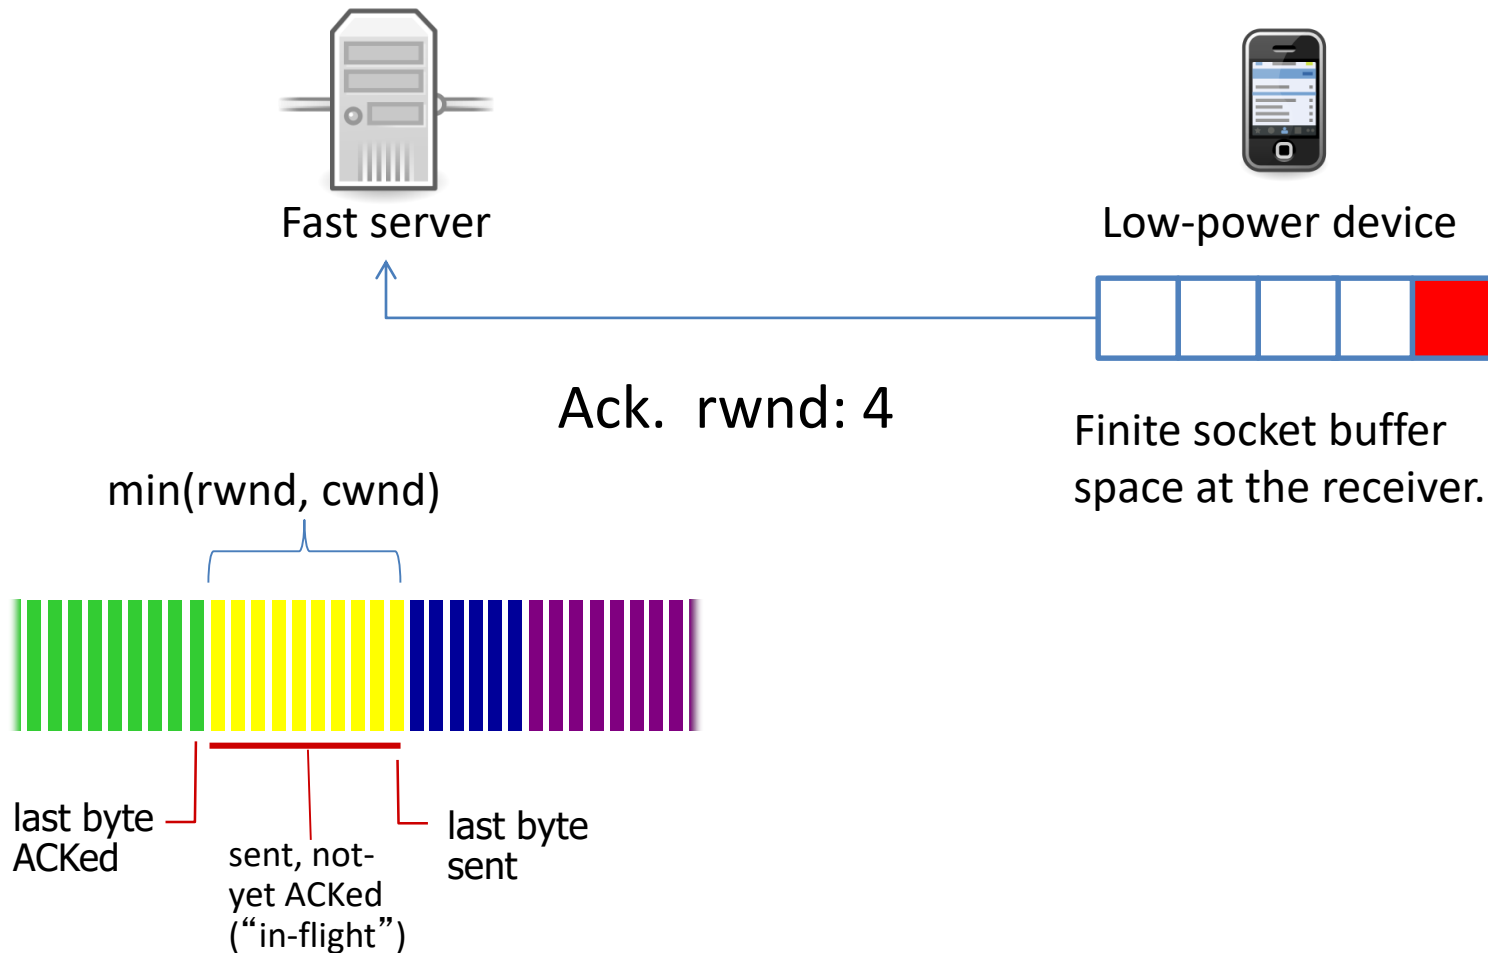 Fast server
Low-power device
Ack.  rwnd: 4
Finite socket buffer
space at the receiver.
min(rwnd, cwnd)
last byte
ACKed
sent, not-
yet ACKed
(“in-flight”)
last byte
sent